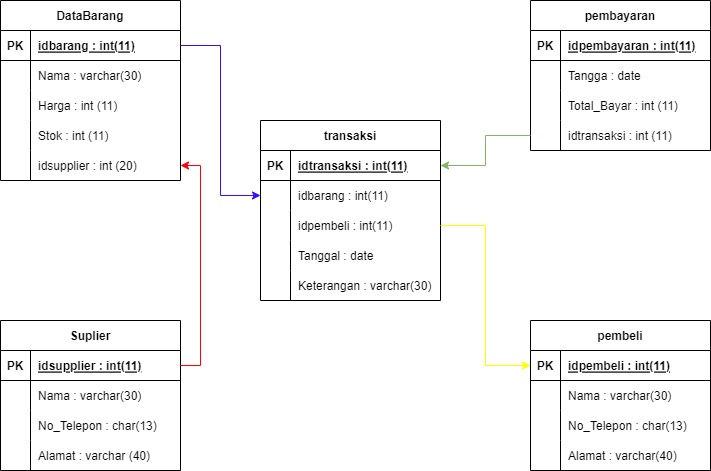 DataBarang
PK idbarang : int(11)
Nama : varchar(30)
Harga : int (11)
Stok : int (11)
idsupplier : int (20)
pembayaran
PK idpembayaran : int(11)
Tangga : date
Total_Bayar : int (11)
idtransaksi : int (11)
transaksi
PK idtransaksi : int(11)
idbarang : int(11)
idpembeli : int(11)
Tanggal : date
Keterangan : varchar(30)
Suplier
PK idsupplier : int(11)
Nama : varchar(30)
No_Telepon : char(13)
Alamat : varchar (40)
pembeli
PK idpembeli : int(11)
Nama : varchar(30)
No_Telepon : char(13)
Alamat : varchar(40)